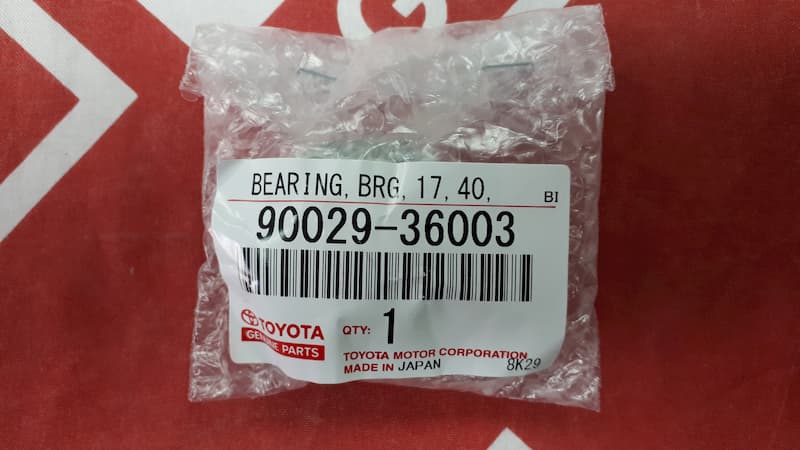 BEARING, BRG, 17, 40,
BI
90029-36003
TOYOTA
GENUINE PARTS
QTY: 1
TOYOTA MOTOR CORPORATION
MADE IN JAPAN
8K29